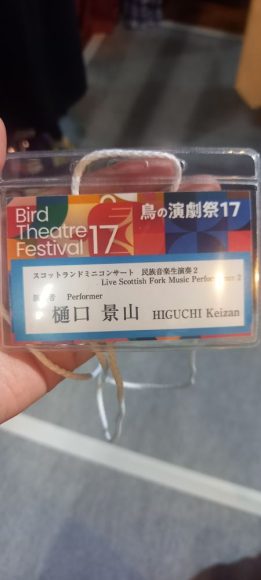 Bird
Theatre
Festival 17
鳥の演劇祭17
スコットランドミニコンサート 民族音楽生演奏2
Live Scottish Fork Music Performance 2
者 Performer
樋口 景山 HIGUCHI Keizan